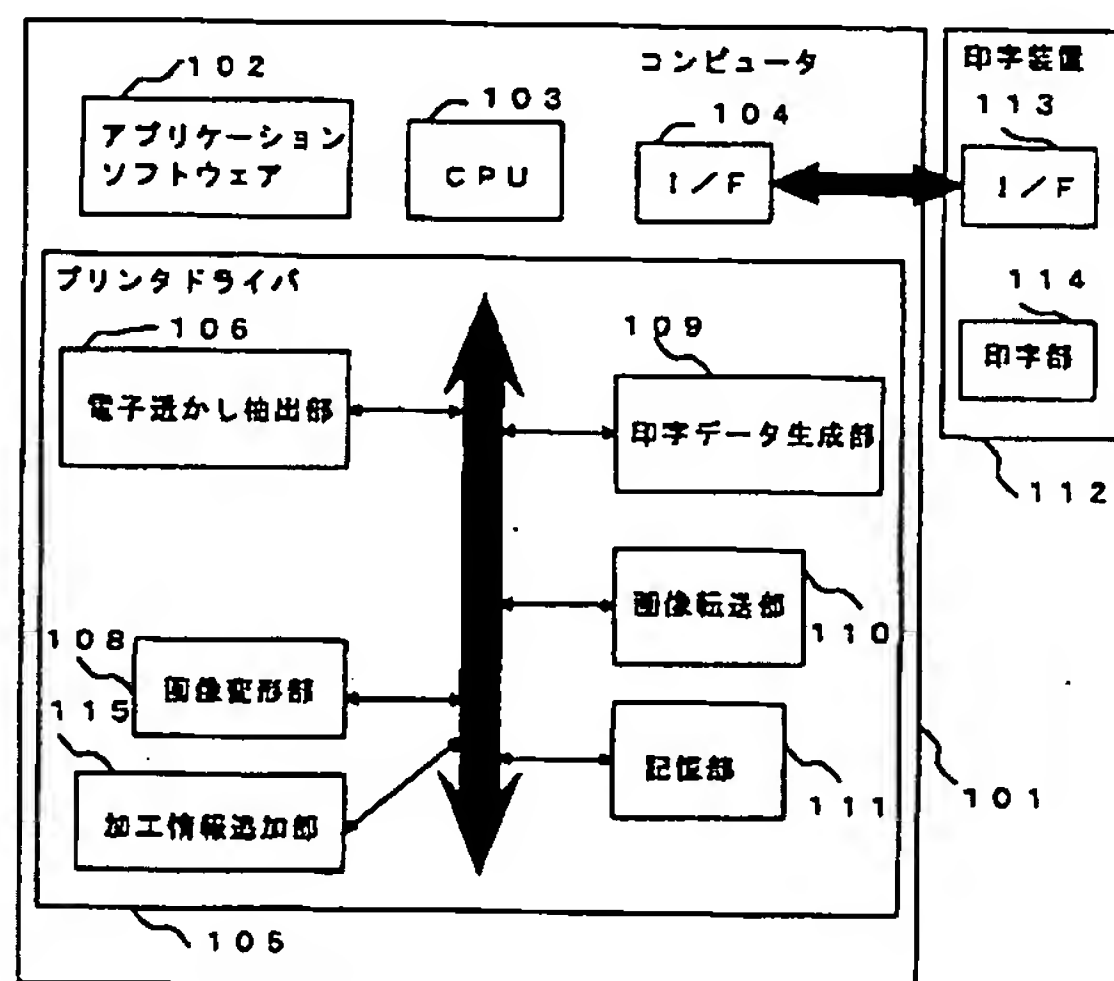 102
アプリケーション
ソフトウェア
103
CPU
コンピュータ
104
I/F
印字装置
113
I/F
114
印字部
112
プリンタドライバ
106
電子透かし抽出部
109
印字データ生成部
画像転送部
110
108
画像変形部
115
加工情報追加部
記憶部
111
101
105